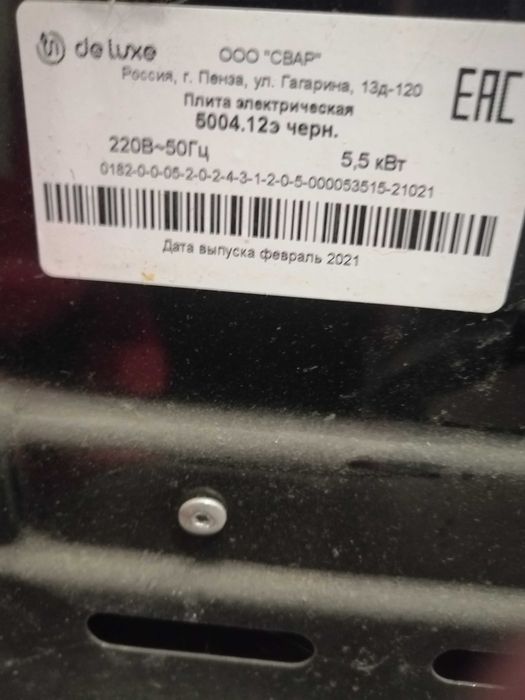 de luxe
ООО "СВАР"
Россия, г. Пенза, ул. Гагарина, 13д-120
EAC
Плита электрическая
5004.12э черн.
220В~50Гц 5,5 кВт
0182-0-0-05-2-0-2-4-3-1-2-0-5-000053515-21021
Дата выпуска февраль 2021